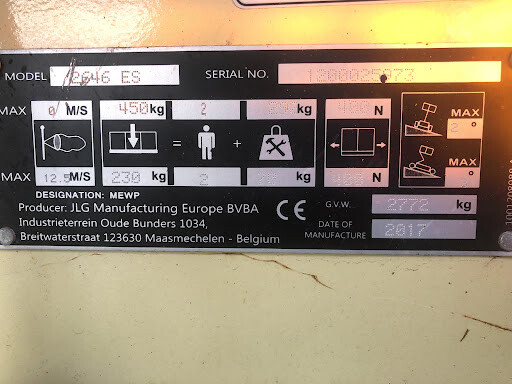 MODEL 2646 ES SERIAL NO. 1200025973
MAX 0 M/S 450 kg 2 kg N MAX
2°
MAX 12.5 M/S 230 kg = 2 + kg N MAX °
DESIGNATION: MEWP
Producer: JLG Manufacturing Europe BVBA
Industrieterrein Oude Bunders 1034,
Breitwaterstraat 123630 Maasmechelen - Belgium
CE
G.V.W. 2772 kg
DATE OF MANUFACTURE 2017